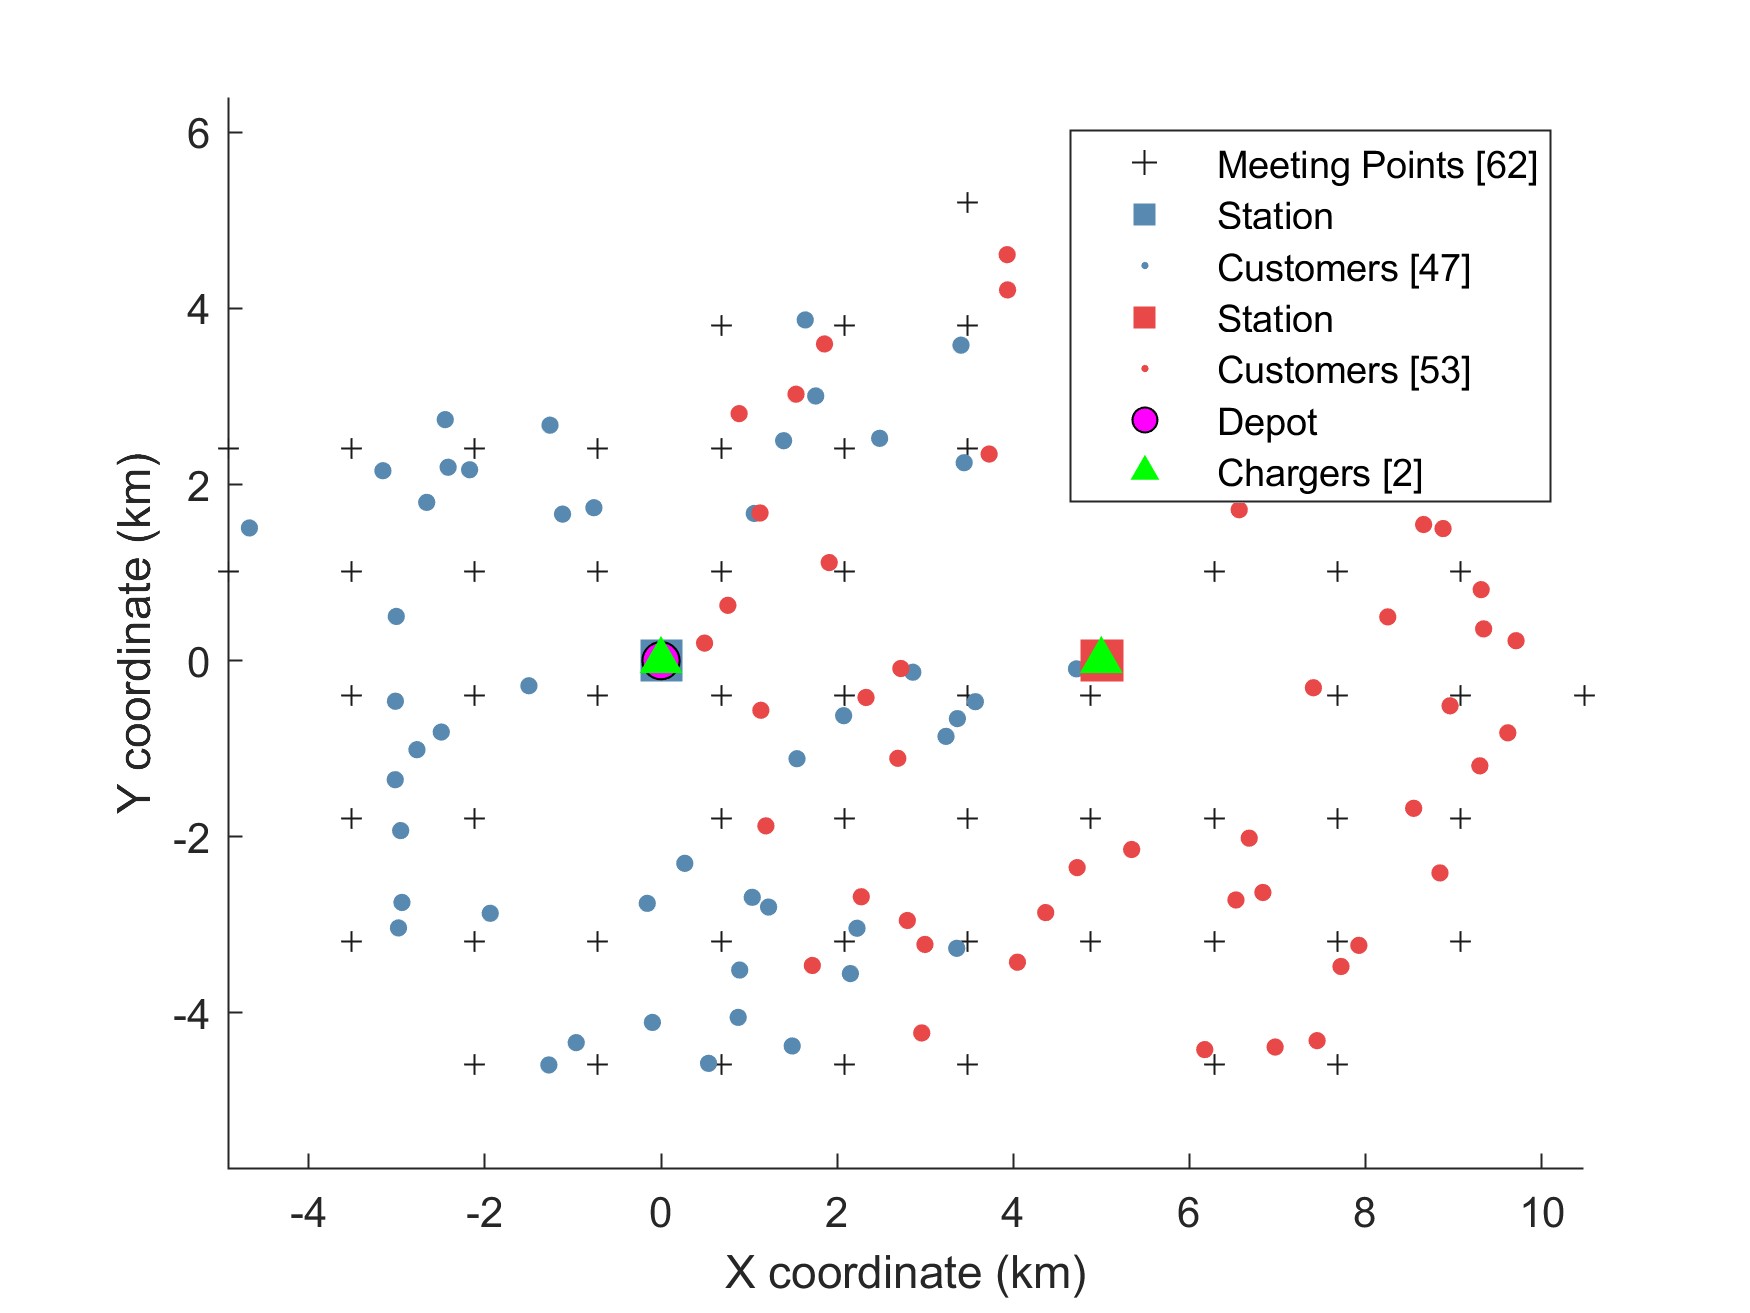 6
4
2
0
-2
-4
Y coordinate (km)
Meeting Points [62]
Station
Customers [47]
Station
Customers [53]
Depot
Chargers [2]
-4 -2 0 2 4 6 8 10
X coordinate (km)